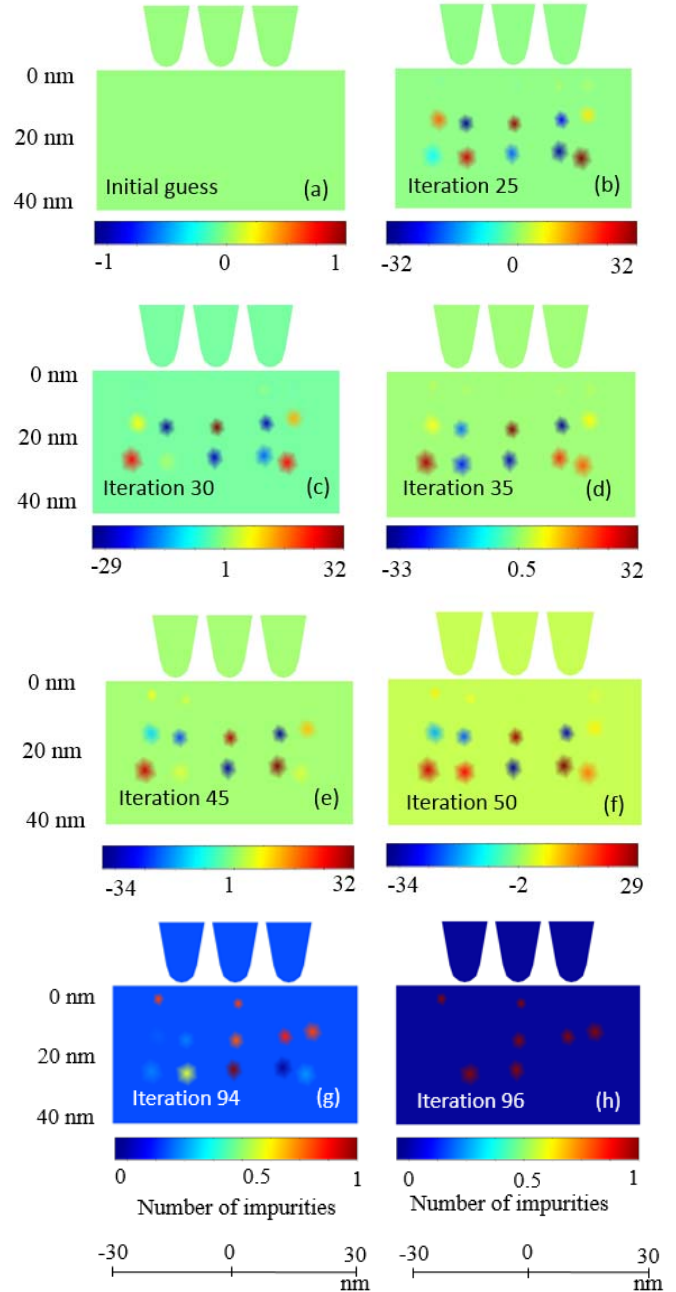 0 nm
20 nm
40 nm
Initial guess (a)
-1 0 1
Iteration 25 (b)
-32 0 32
0 nm
20 nm
40 nm
Iteration 30 (c)
-29 1 32
Iteration 35 (d)
-33 0.5 32
0 nm
20 nm
40 nm
Iteration 45 (e)
-34 1 32
Iteration 50 (f)
-34 -2 29
0 nm
20 nm
40 nm
Iteration 94 (g)
0 0.5 1
Number of impurities
Iteration 96 (h)
0 0.5 1
Number of impurities
-30 0 30
nm
-30 0 30
nm